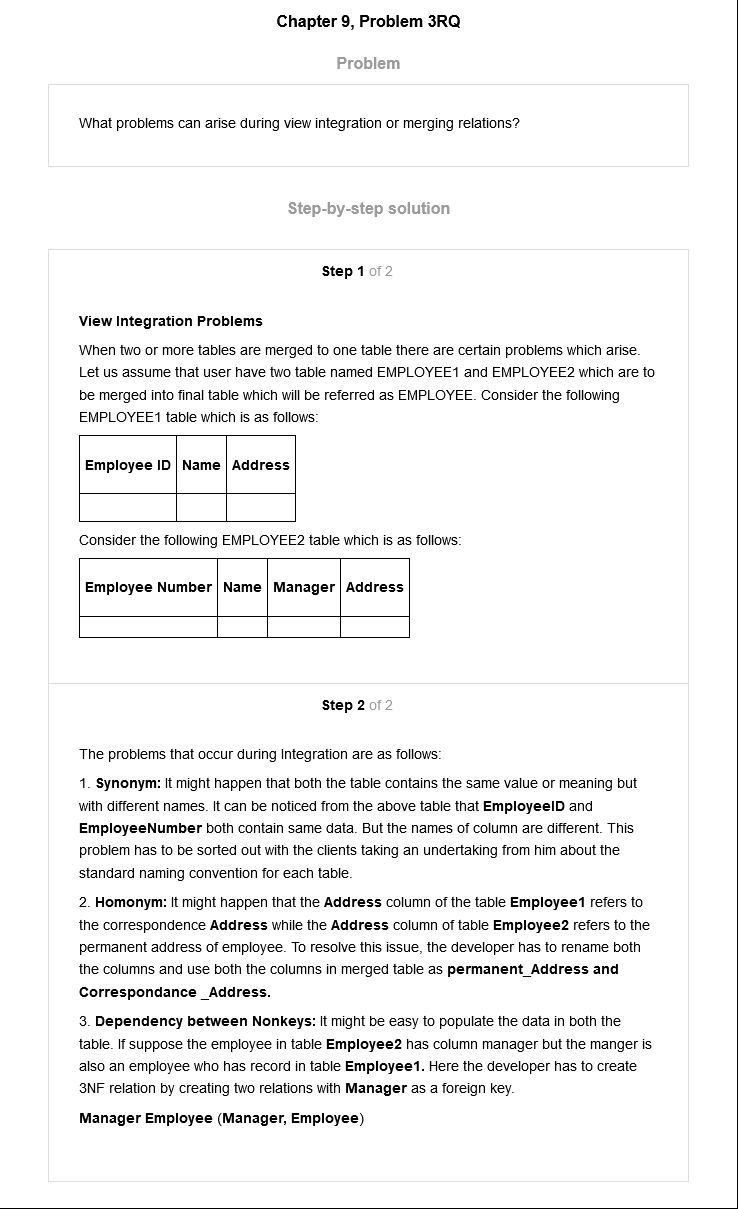 Chapter 9, Problem 3RQ
Problem
What problems can arise during view integration or merging relations?
Step-by-step solution
Step 1 of 2
View Integration Problems
When two or more tables are merged to one table there are certain problems which arise.
Let us assume that user have two table named EMPLOYEE1 and EMPLOYEE2 which are to
be merged into final table which will be referred as EMPLOYEE. Consider the following
EMPLOYEE1 table which is as follows:
Employee ID Name Address
Consider the following EMPLOYEE2 table which is as follows:
Employee Number Name Manager Address
Step 2 of 2
The problems that occur during Integration are as follows:
1. Synonym: It might happen that both the table contains the same value or meaning but
with different names. It can be noticed from the above table that EmployeeID and
EmployeeNumber both contain same data. But the names of column are different. This
problem has to be sorted out with the clients taking an undertaking from him about the
standard naming convention for each table.
2. Homonym: It might happen that the Address column of the table Employee1 refers to
the correspondence Address while the Address column of table Employee2 refers to the
permanent address of employee. To resolve this issue, the developer has to rename both
the columns and use both the columns in merged table as permanent_Address and
Correspondance _Address.
3. Dependency between Nonkeys: It might be easy to populate the data in both the
table. If suppose the employee in table Employee2 has column manager but the manger is
also an employee who has record in table Employee1. Here the developer has to create
3NF relation by creating two relations with Manager as a foreign key.
Manager Employee (Manager, Employee)